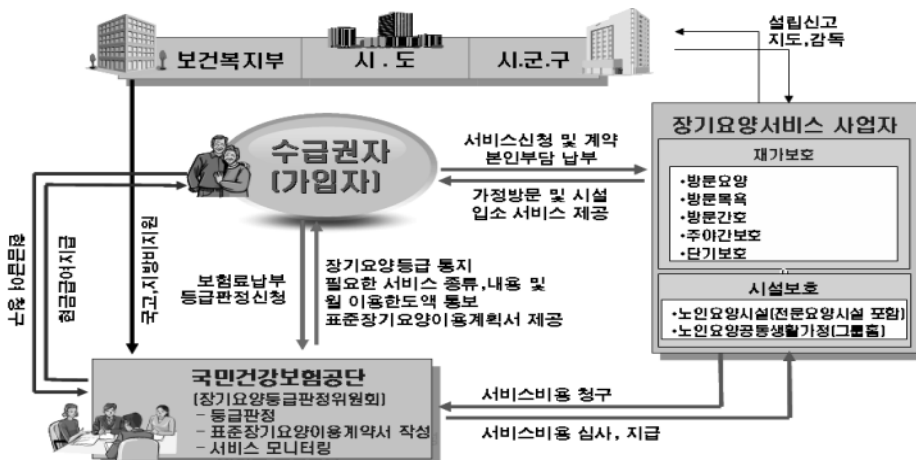 보건복지부
시 . 도
시.군.구
설립신고
지도,감독
장기요양서비스 사업자
재가보호
•방문요양
•방문목욕
•방문간호
•주야간보호
•단기보호
시설보호
•노인요양시설(전문요양시설 포함)
•노인요양공동생활가정(그룹홈)
수급권자
(가입자)
서비스신청 및 계약
본인부담 납부
가정방문 및 시설
입소 서비스 제공
현금급여 청구
현금급여지급
국고,지방비지원
보험료납부
등급판정신청
장기요양등급 통지
필요한 서비스 종류,내용 및
월 이용한도액 통보
표준장기요양이용계획서 제공
국민건강보험공단
(장기요양등급판정위원회)
– 등급판정
– 표준장기요양이용계약서 작성
– 서비스 모니터링
서비스비용 청구
서비스비용 심사, 지급